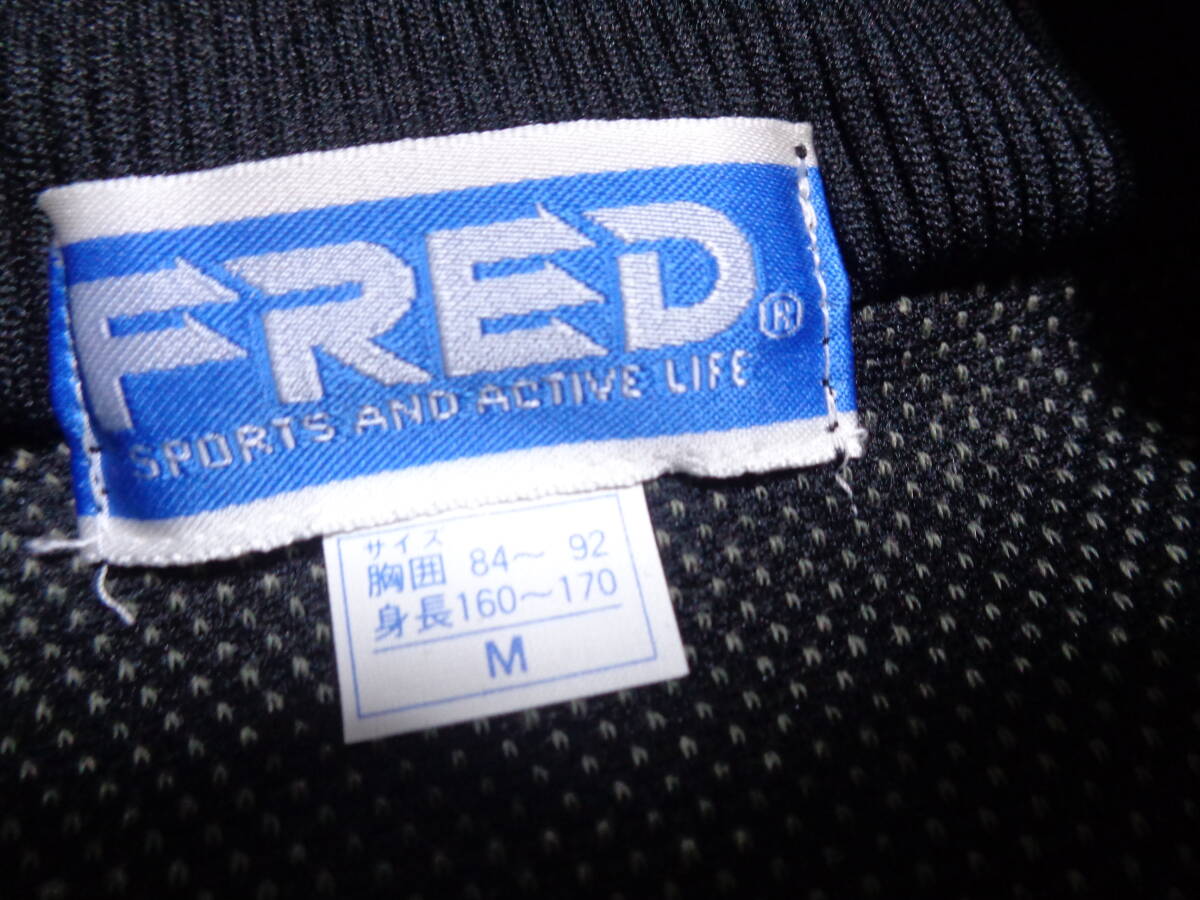 FRED®
SPORTS AND ACTIVE LIFE
サイズ
胸囲 84～ 92
身長160～170
M